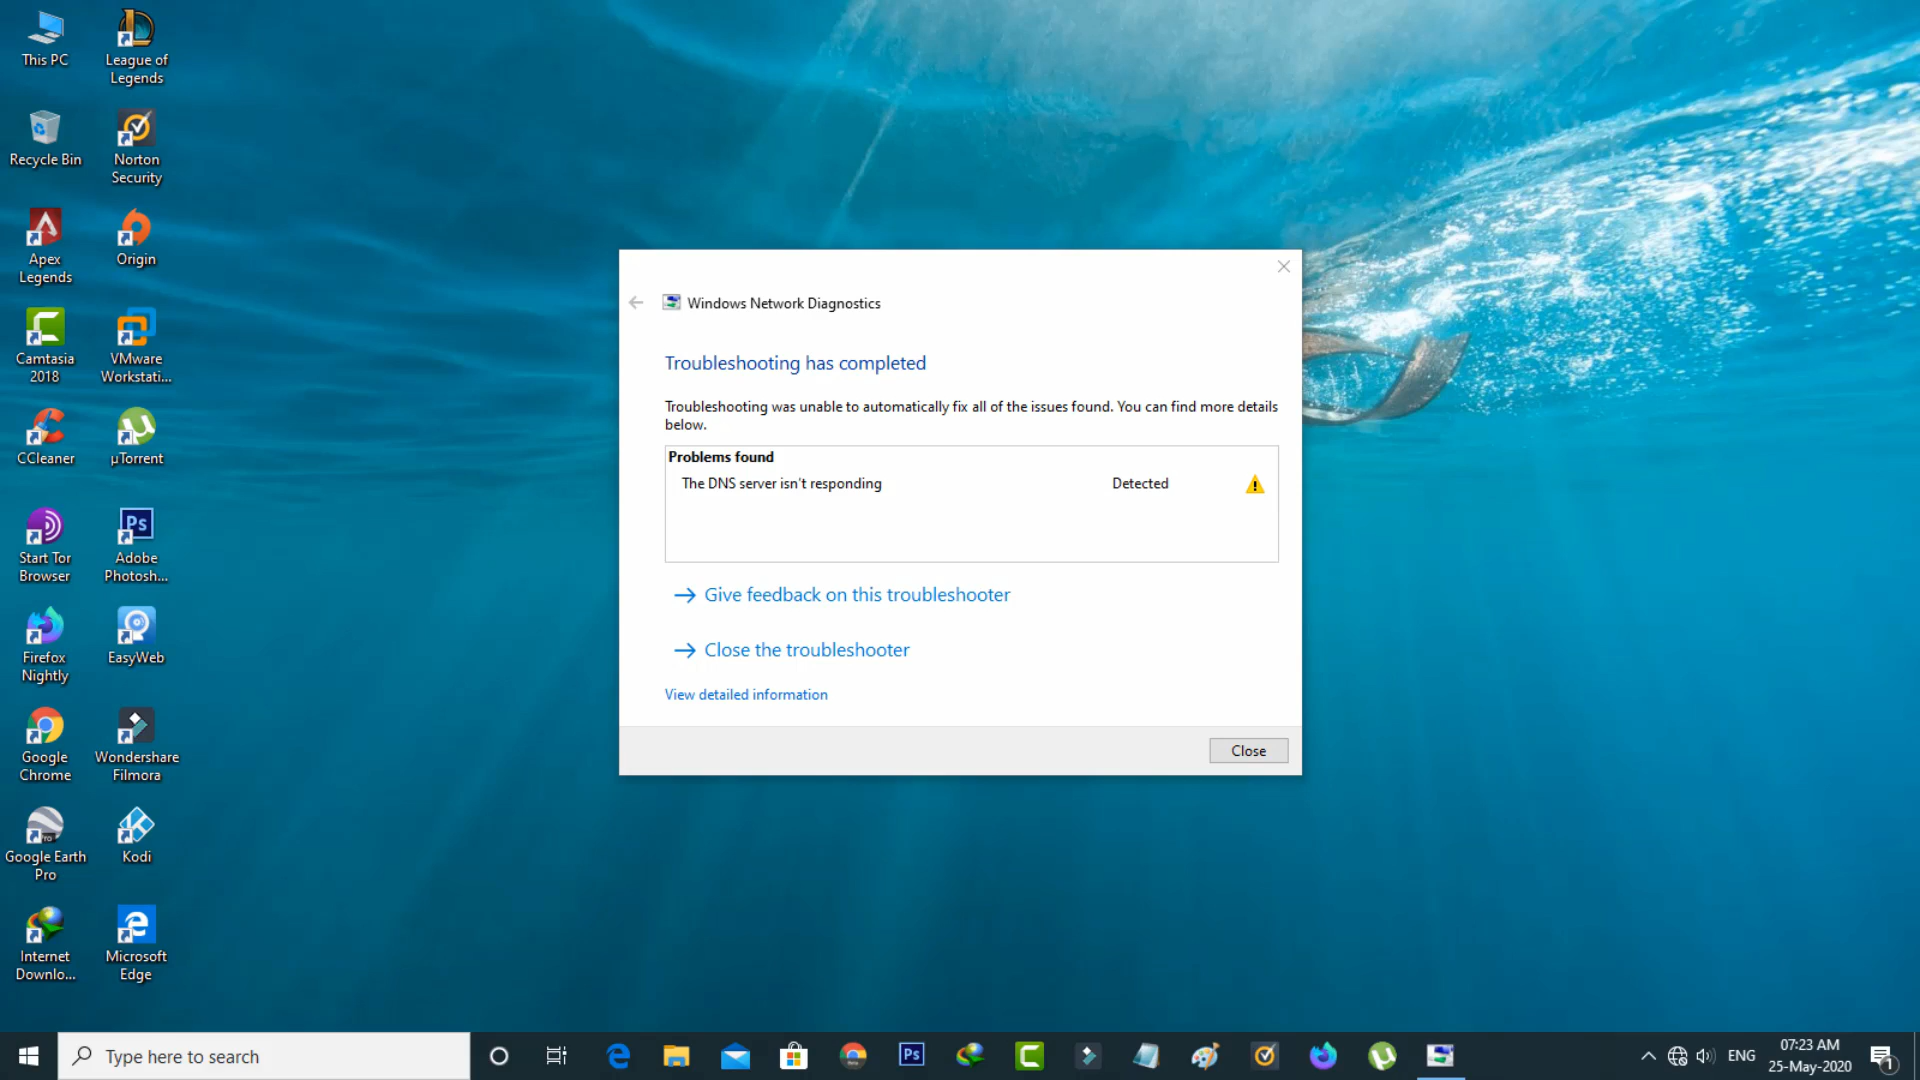 This PC
League of
Legends
Recycle Bin
Norton
Security
Apex
Legends
Origin
Camtasia
2018
VMware
Workstati...
CCleaner
µTorrent
Start Tor
Browser
Ps
Adobe
Photosh...
Firefox
Nightly
EasyWeb
Google
Chrome
Wondershare
Filmora
Google Earth
Pro
Kodi
Internet
Downlo...
Microsoft
Edge
Windows Network Diagnostics
Troubleshooting has completed
Troubleshooting was unable to automatically fix all of the issues found. You can find more details
below.
Problems found
The DNS server isn't responding Detected
Give feedback on this troubleshooter
Close the troubleshooter
View detailed information
Close
Type here to search
Ps
ENG
07:23 AM
25-May-2020
1